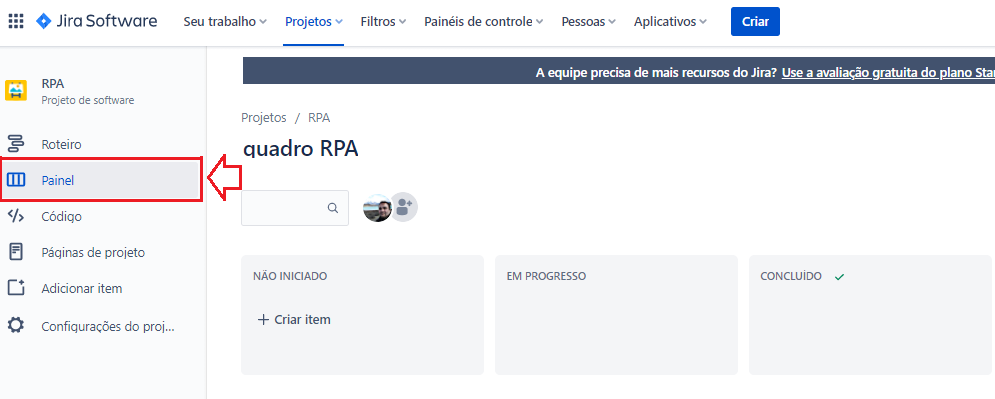 Jira Software Seu trabalho Projetos Filtros Painéis de controle Pessoas Aplicativos Criar
A equipe precisa de mais recursos do Jira? Use a avaliação gratuita do plano Stan
RPA
Projeto de software
Projetos / RPA
Roteiro
quadro RPA
Painel
Código
Páginas de projeto
NÃO INICIADO EM PROGRESSO CONCLUÍDO
Adicionar item
+ Criar item
Configurações do proj...